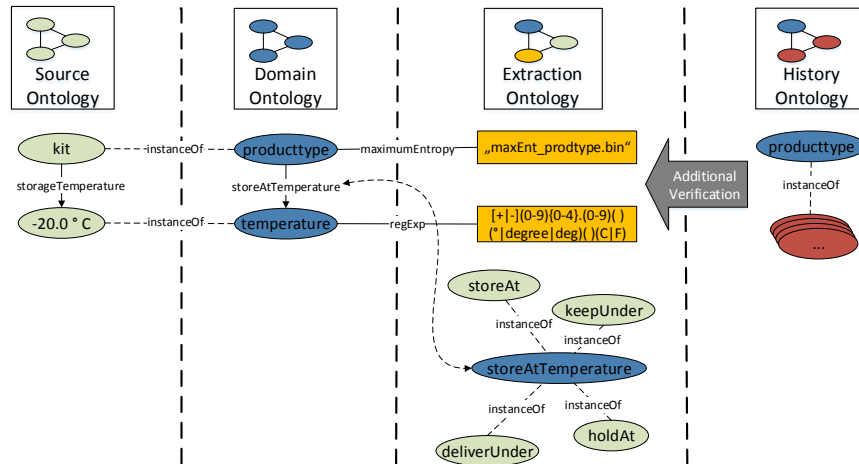 Source
Ontology
Domain
Ontology
Extraction
Ontology
History
Ontology
kit
instanceOf
producttype
maximumEntropy
„maxEnt_prodtype.bin“
producttype
storageTemperature
storeAtTemperature
Additional
Verification
instanceOf
-20.0 ° C
instanceOf
temperature
regExp
[+|-](0-9){0-4}.(0-9)( )
(°|degree|deg)( )(C|F)
...
storeAt
keepUnder
instanceOf
instanceOf
storeAtTemperature
instanceOf
instanceOf
deliverUnder
holdAt